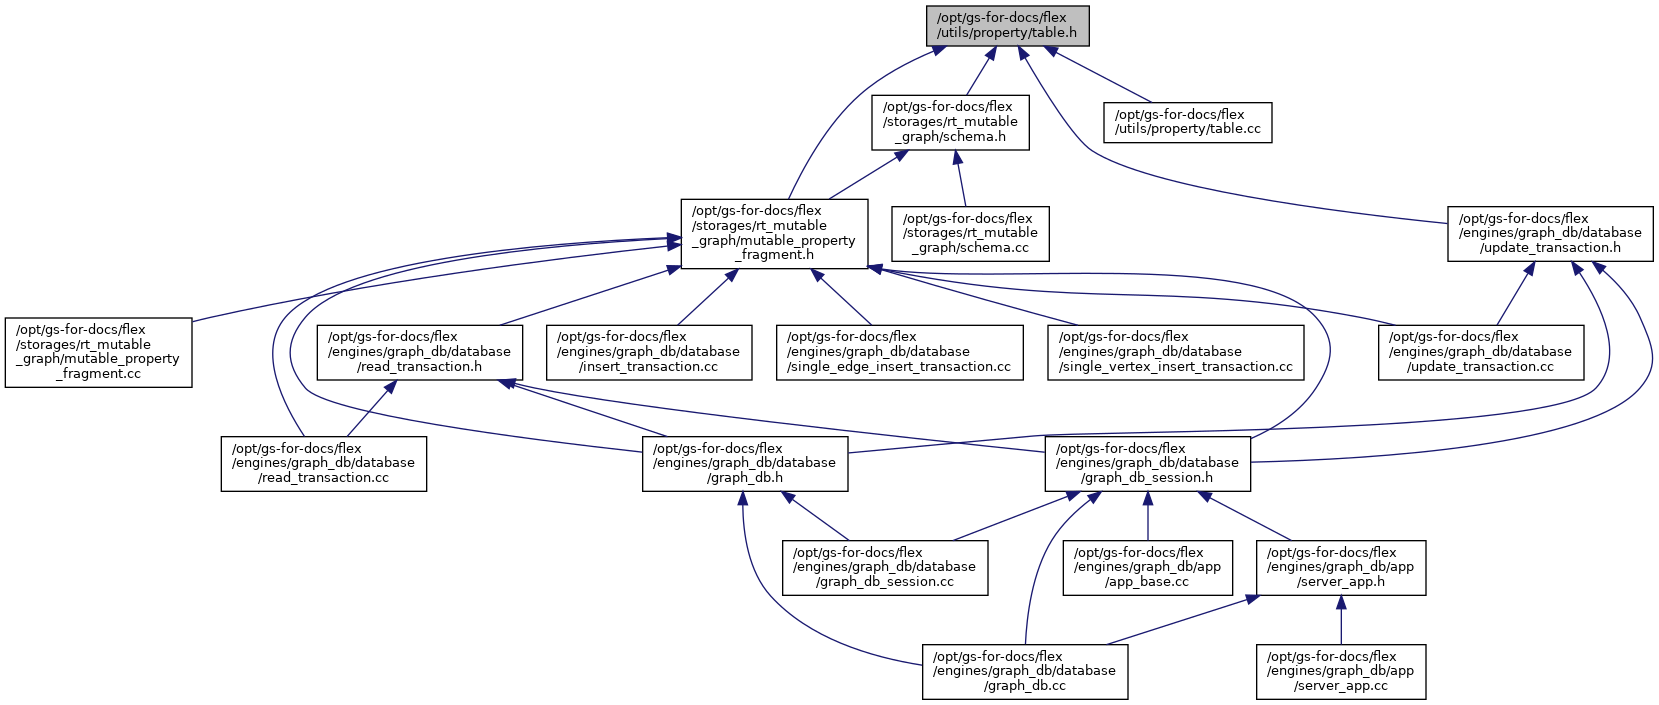 /opt/gs-for-docs/flex
/utils/property/table.h
/opt/gs-for-docs/flex
/storages/rt_mutable
_graph/schema.h
/opt/gs-for-docs/flex
/utils/property/table.cc
/opt/gs-for-docs/flex
/storages/rt_mutable
_graph/mutable_property
_fragment.h
/opt/gs-for-docs/flex
/storages/rt_mutable
_graph/schema.cc
/opt/gs-for-docs/flex
/engines/graph_db/database
/update_transaction.h
/opt/gs-for-docs/flex
/storages/rt_mutable
_graph/mutable_property
_fragment.cc
/opt/gs-for-docs/flex
/engines/graph_db/database
/read_transaction.h
/opt/gs-for-docs/flex
/engines/graph_db/database
/insert_transaction.cc
/opt/gs-for-docs/flex
/engines/graph_db/database
/single_edge_insert_transaction.cc
/opt/gs-for-docs/flex
/engines/graph_db/database
/single_vertex_insert_transaction.cc
/opt/gs-for-docs/flex
/engines/graph_db/database
/update_transaction.cc
/opt/gs-for-docs/flex
/engines/graph_db/database
/read_transaction.cc
/opt/gs-for-docs/flex
/engines/graph_db/database
/graph_db.h
/opt/gs-for-docs/flex
/engines/graph_db/database
/graph_db_session.h
/opt/gs-for-docs/flex
/engines/graph_db/database
/graph_db_session.cc
/opt/gs-for-docs/flex
/engines/graph_db/app
/app_base.cc
/opt/gs-for-docs/flex
/engines/graph_db/app
/server_app.h
/opt/gs-for-docs/flex
/engines/graph_db/database
/graph_db.cc
/opt/gs-for-docs/flex
/engines/graph_db/app
/server_app.cc